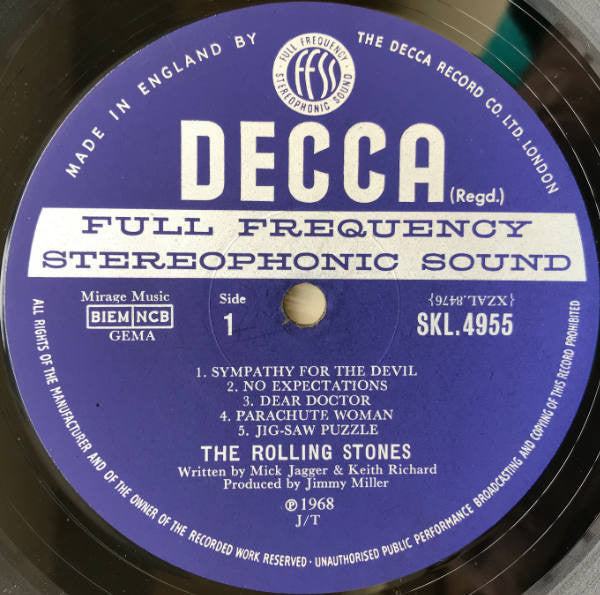 MADE IN ENGLAND BY
FULL FREQUENCY
ffss
STEREOPHONIC SOUND
THE DECCA RECORD CO. LTD. LONDON
DECCA (Regd.)
FULL FREQUENCY
STEREOPHONIC SOUND
Mirage Music
BIEM NCB
GEMA
Side
1
{XZAL.8476}
SKL.4955
1. SYMPATHY FOR THE DEVIL
2. NO EXPECTATIONS
3. DEAR DOCTOR
4. PARACHUTE WOMAN
5. JIG-SAW PUZZLE
THE ROLLING STONES
Written by Mick Jagger & Keith Richard
Produced by Jimmy Miller
℗1968
J/T
ALL RIGHTS OF THE MANUFACTURER AND OF THE OWNER OF THE RECORDED WORK RESERVED · UNAUTHORISED PUBLIC PERFORMANCE BROADCASTING AND COPYING OF THIS RECORD PROHIBITED